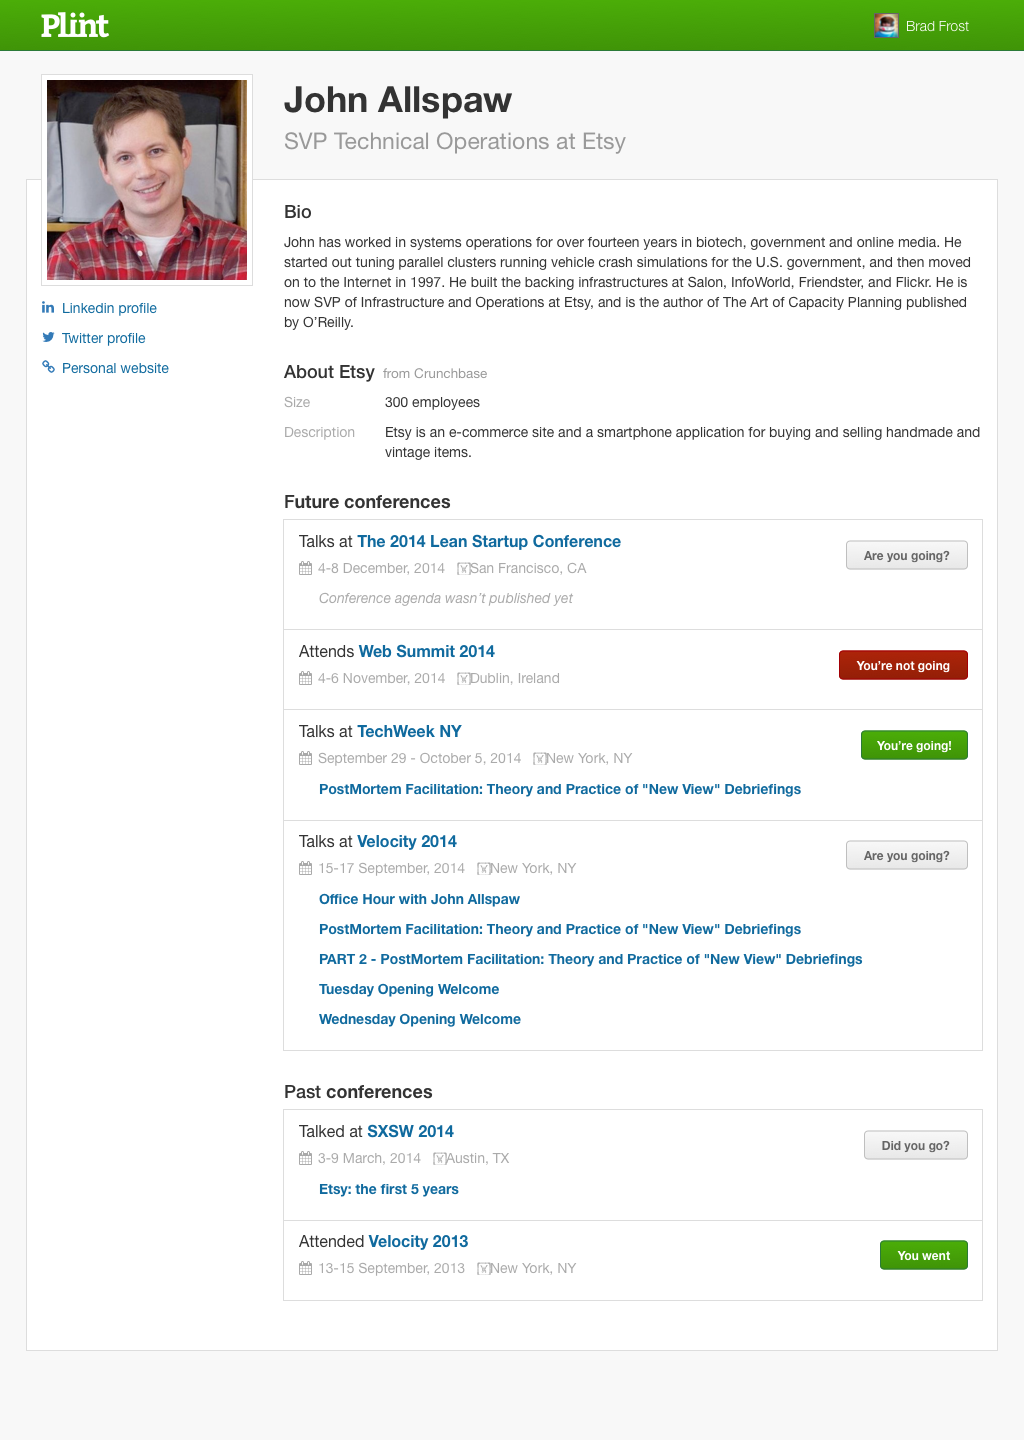 Plint
Brad Frost
John Allspaw
SVP Technical Operations at Etsy
Linkedin profile
Twitter profile
Personal website
Bio
John has worked in systems operations for over fourteen years in biotech, government and online media. He
started out tuning parallel clusters running vehicle crash simulations for the U.S. government, and then moved
on to the Internet in 1997. He built the backing infrastructures at Salon, InfoWorld, Friendster, and Flickr. He is
now SVP of Infrastructure and Operations at Etsy, and is the author of The Art of Capacity Planning published
by O’Reilly.
About Etsy from Crunchbase
Size 300 employees
Description Etsy is an e-commerce site and a smartphone application for buying and selling handmade and
vintage items.
Future conferences
Talks at The 2014 Lean Startup Conference
Are you going?
4-8 December, 2014 San Francisco, CA
Conference agenda wasn’t published yet
Attends Web Summit 2014
You’re not going
4-6 November, 2014 Dublin, Ireland
Talks at TechWeek NY
You’re going!
September 29 - October 5, 2014 New York, NY
PostMortem Facilitation: Theory and Practice of "New View" Debriefings
Talks at Velocity 2014
Are you going?
15-17 September, 2014 New York, NY
Office Hour with John Allspaw
PostMortem Facilitation: Theory and Practice of "New View" Debriefings
PART 2 - PostMortem Facilitation: Theory and Practice of "New View" Debriefings
Tuesday Opening Welcome
Wednesday Opening Welcome
Past conferences
Talked at SXSW 2014
Did you go?
3-9 March, 2014 Austin, TX
Etsy: the first 5 years
Attended Velocity 2013
You went
13-15 September, 2013 New York, NY